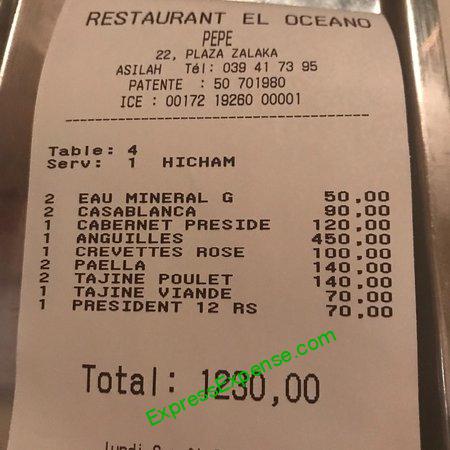 RESTAURANT EL OCEANO
PEPE
22, PLAZA ZALAKA
ASILAH Tél: 039 41 73 95
PATENTE : 50 701980
ICE : 00172 19260 00001
Table: 4
Serv: 1 HICHAM
2 EAU MINERAL G 50,00
2 CASABLANCA 90,00
1 CABERNET PRESIDE 120,00
1 ANGUILLES 450,00
1 CREVETTES ROSE 100,00
2 PAELLA 140,00
2 TAJINE POULET 140,00
1 TAJINE VIANDE 70,00
1 PRESIDENT 12 RS 70,00
Total: 1230,00
ExpressExpense.com
lundi